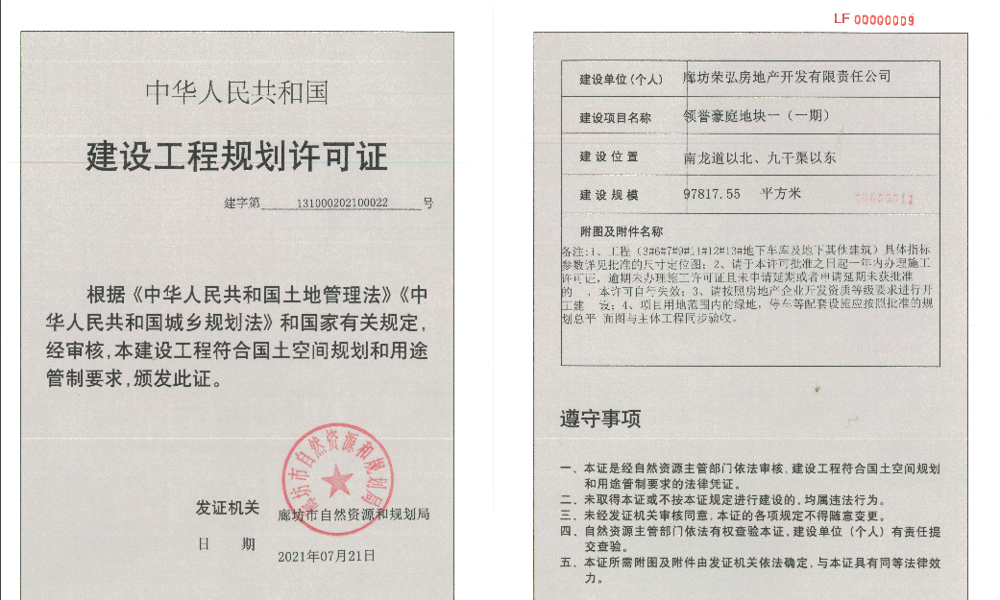 中华人民共和国
建设工程规划许可证
建字第 131000202100022 号
根据《中华人民共和国土地管理法》《中
华人民共和国城乡规划法》和国家有关规定,
经审核,本建设工程符合国土空间规划和用途
管制要求,颁发此证。
廊坊市自然资源和规划局
发证机关 廊坊市自然资源和规划局
日 期 2021年07月21日
LF 00000009
建设单位(个人) 廊坊荣弘房地产开发有限责任公司
建设项目名称 领誉豪庭地块一（一期）
建设位置 南龙道以北、九干渠以东
建设规模 97817.55 平方米
附图及附件名称
备注:1、工程（3#6#7#9#11#12#13#地下车库及地下其他建筑）具体指标
参数详见批准的尺寸定位图；2、请于本许可批准之日起一年内办理施工
许可证，逾期未办理施工许可证且未申请延期或者申请延期未获批准
的 ，本许可自行失效；3、请按照房地产企业开发资质等级要求进行开
工建 设；4、项目用地范围内的绿地，停车等配套设施应按照批准的规
划总平 面图与主体工程同步验收。
遵守事项
一、本证是经自然资源主管部门依法审核,建设工程符合国土空间规划
和用途管制要求的法律凭证。
二、未取得本证或不按本证规定进行建设的,均属违法行为。
三、未经发证机关审核同意,本证的各项规定不得随意变更。
四、自然资源主管部门依法有权查验本证,建设单位（个人）有责任提
交查验。
五、本证所需附图及附件由发证机关依法确定,与本证具有同等法律效
力。